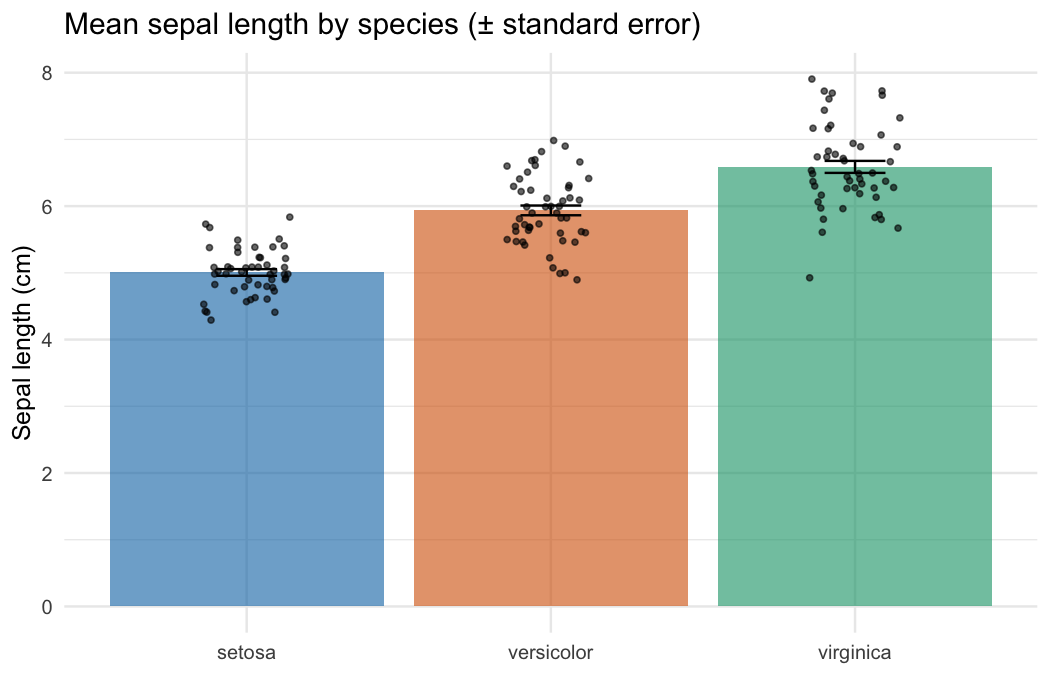 Mean sepal length by species (± standard error)
Sepal length (cm)
8
6
4
2
0
setosa
versicolor
virginica